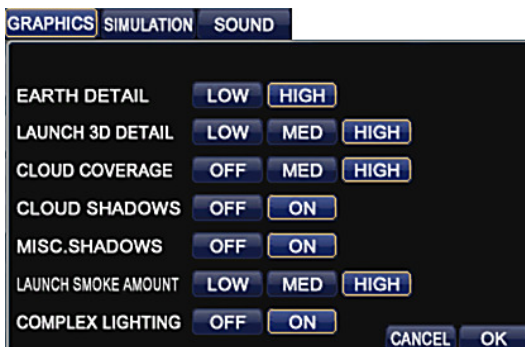 GRAPHICS SIMULATION SOUND
EARTH DETAIL LOW HIGH
LAUNCH 3D DETAIL LOW MED HIGH
CLOUD COVERAGE OFF MED HIGH
CLOUD SHADOWS OFF ON
MISC.SHADOWS OFF ON
LAUNCH SMOKE AMOUNT LOW MED HIGH
COMPLEX LIGHTING OFF ON
CANCEL OK